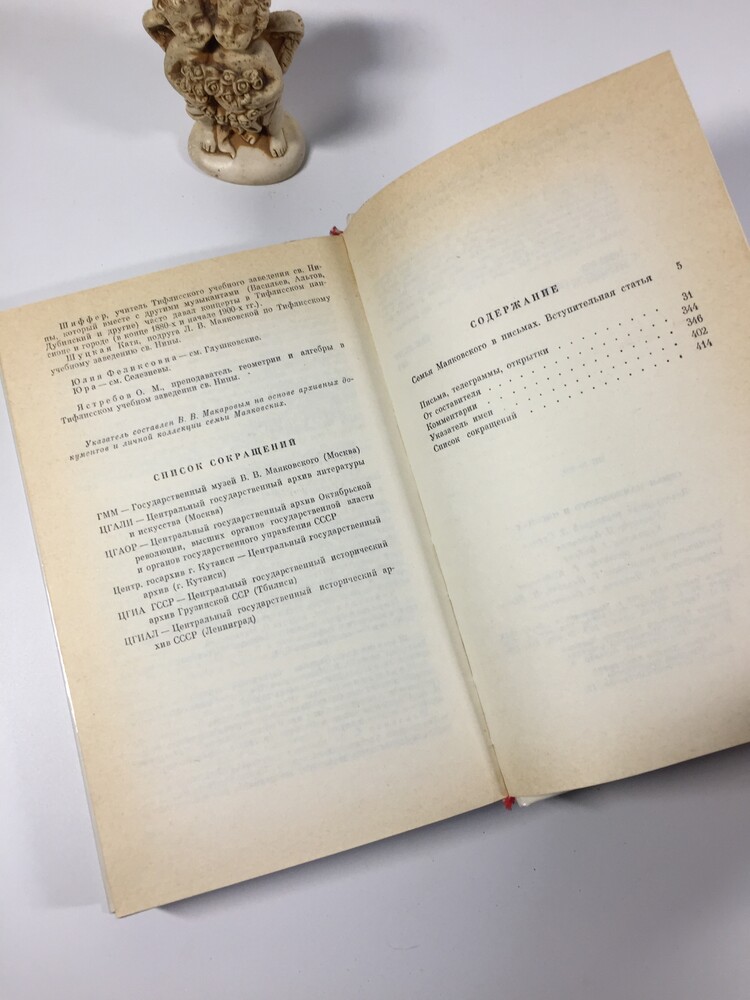 Шиффер, учитель Тифлисского учебного заведения св. Ни-
ны, который вместе с другими музыкантами (Васильев, Альтов,
Дубинский и другие) часто давал концерты в Тифлисском пан-
сионе в городе (в конце 1880-х и начале 1900-х гг.).
Шуцкая Катя, подруга Л. В. Маяковской по Тифлисскому
учебному заведению св. Нины.
Юлия Феликсовна — см. Глушковские.
Юра — см. Селезневы.
Ястребов О. М., преподаватель геометрии и алгебры в
Тифлисском учебном заведении св. Нины.
Указатель составлен В. В. Макаровым на основе архивных до-
кументов и личной коллекции семьи Маяковских.
СПИСОК СОКРАЩЕНИЙ
ГММ — Государственный музей В. В. Маяковского (Москва)
ЦГАЛИ — Центральный государственный архив литературы
и искусства (Москва)
ЦГАОР — Центральный государственный архив Октябрьской
революции, высших органов государственной власти
и органов государственного управления СССР
Центр. госархив г. Кутаиси — Центральный государственный
архив (г. Кутаиси)
ЦГИА ГССР — Центральный государственный исторический
архив Грузинской ССР (Тбилиси)
ЦГИАЛ — Центральный государственный исторический ар-
хив СССР (Ленинград)
СОДЕРЖАНИЕ
Семья Маяковского в письмах. Вступительная статья 5
Письма, телеграммы, открытки . . . . . . . . . 31
От составителя . . . . . . . . . . . . 344
Комментарии . . . . . . . . . . . . 346
Указатель имен . . . . . . . . . . . . 402
Список сокращений . . . . . . . . . . 414